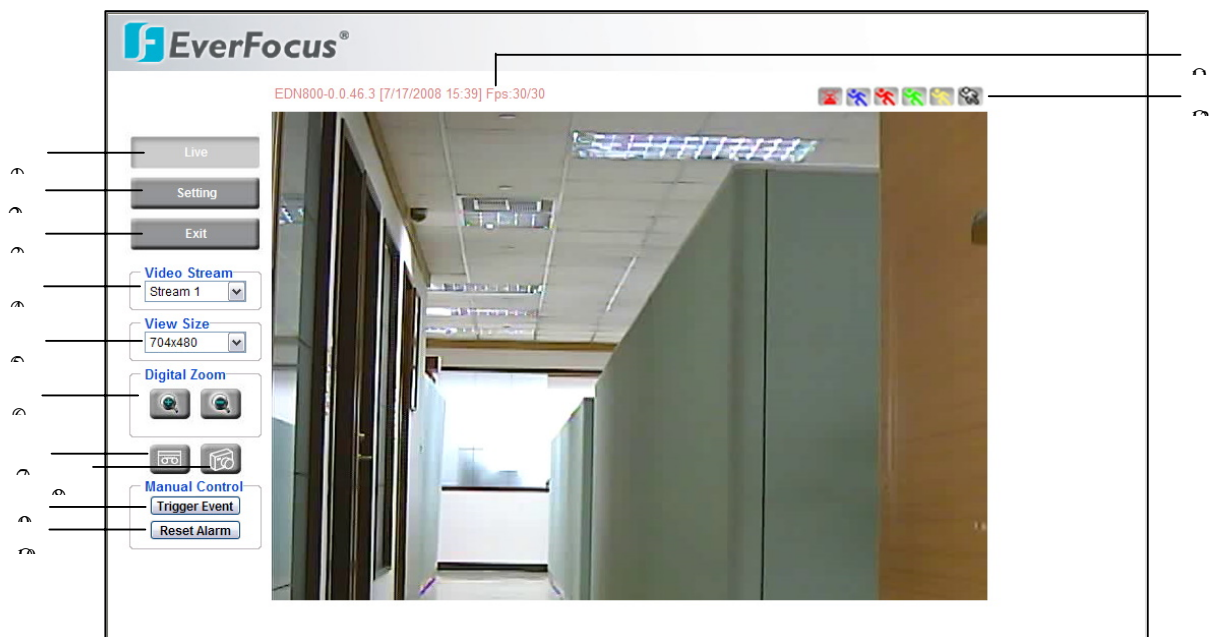 EverFocus®
EDN800-0.0.46.3 [7/17/2008 15:39] Fps:30/30
Live
Setting
Exit
Video Stream
Stream 1
View Size
704x480
Digital Zoom
Manual Control
Trigger Event
Reset Alarm